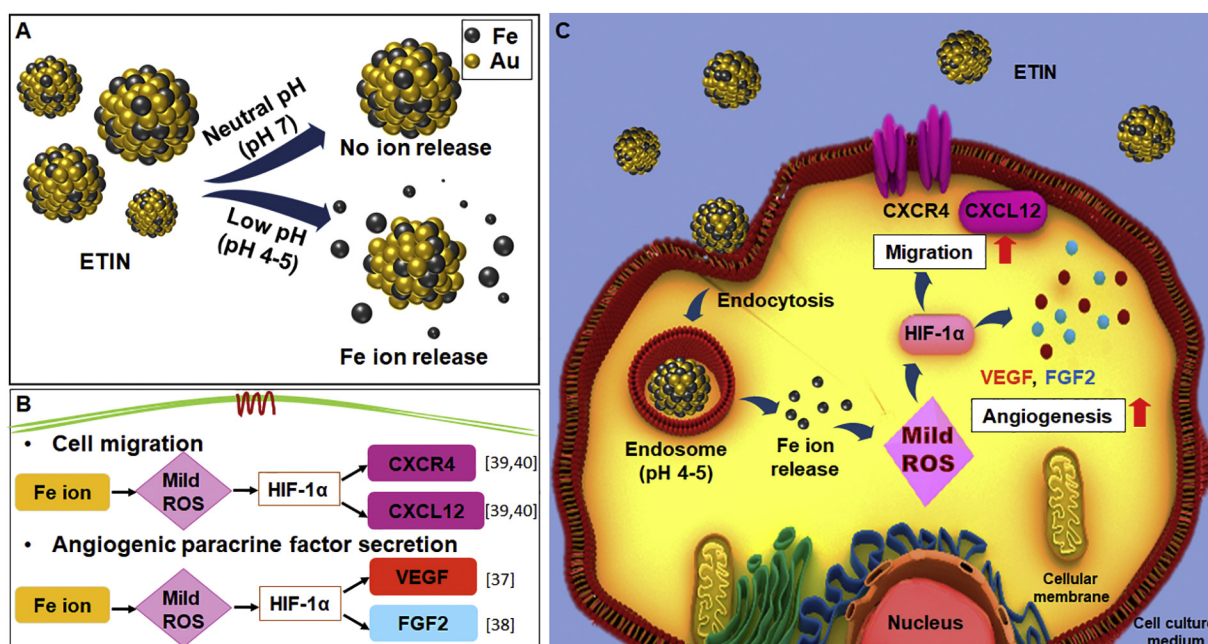 A
Fe
Au
Neutral pH
(pH 7)
No ion release
Low pH
(pH 4-5)
ETIN
Fe ion release
B
• Cell migration
Fe ion
Mild
ROS
HIF-1α
CXCR4
[39,40]
CXCL12
[39,40]
• Angiogenic paracrine factor secretion
Fe ion
Mild
ROS
HIF-1α
VEGF
[37]
FGF2
[38]
C
ETIN
CXCR4
CXCL12
Migration
Endocytosis
HIF-1α
VEGF, FGF2
Angiogenesis
Mild
ROS
Endosome
(pH 4-5)
Fe ion
release
Cellular
membrane
Nucleus
Cell culture
medium